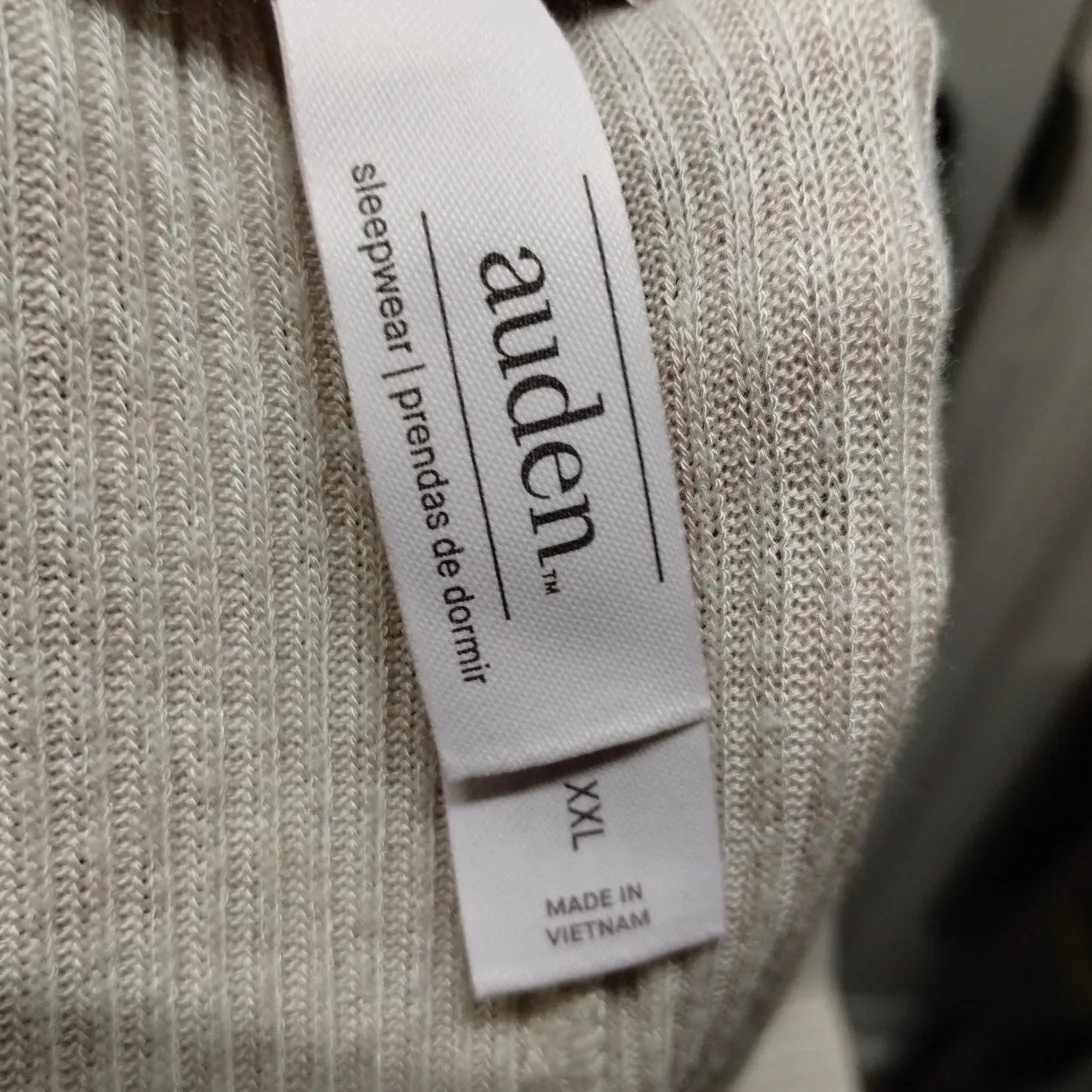 auden™
sleepwear | prendas de dormir
XXL
MADE IN
VIETNAM